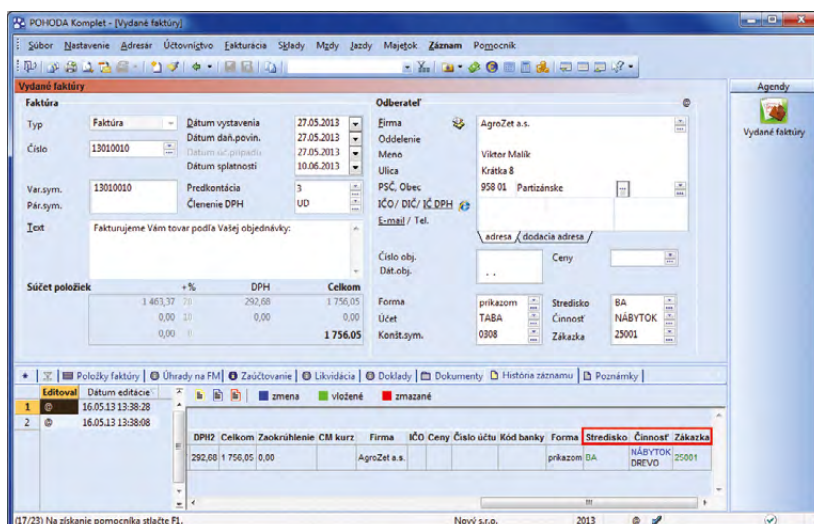 POHODA Komplet - [Vydané faktúry]
Súbor Nastavenie Adresár Účtovníctvo Fakturácia Sklady Mzdy Jazdy Majetok Záznam Pomocník
Vydané faktúry
Agendy
Vydané faktúry
Faktúra
Typ Faktúra
Číslo 13010010
Dátum vystavenia 27.05.2013
Dátum daň.povin. 27.05.2013
Dátum úč.prípadu 27.05.2013
Dátum splatnosti 10.06.2013
Var.sym. 13010010 Predkontácia 3
Pár.sym. Členenie DPH UD
Text Fakturujeme Vám tovar podľa Vašej objednávky:
Súčet položiek +% DPH Celkom
1 463,37 20 292,68 1 756,05
0,00 10 0,00 0,00
0,00 0 1 756.05
Odberateľ @
Firma AgroZet a.s.
Oddelenie
Meno Viktor Malík
Ulica Krátka 8
PSČ, Obec 958 01 Partizánske
IČO/ DIČ/ IČ DPH
E-mail / Tel.
adresa dodacia adresa
Číslo obj. Ceny
Dát.obj. . .
Forma príkazom Stredisko BA
Účet TABA Činnosť NÁBYTOK
Konšt.sym. 0308 Zákazka 25001
Položky faktúry Úhrady na FM Zaúčtovanie Likvidácia Doklady Dokumenty História záznamu Poznámky
Editoval Dátum editácie
1 @ 16.05.13 13:38:28
2 @ 16.05.13 13:38:08
zmena vložené zmazané
DPH2 Celkom Zaokrúhlenie CM kurz Firma IČO Ceny Číslo účtu Kód banky Forma Stredisko Činnosť Zákazka
292,68 1 756,05 0,00 AgroZet a.s. príkazom BA NÁBYTOK 25001
DREVO
(17/23) Na získanie pomocníka stlačte F1. Nový s.r.o. 2013 @